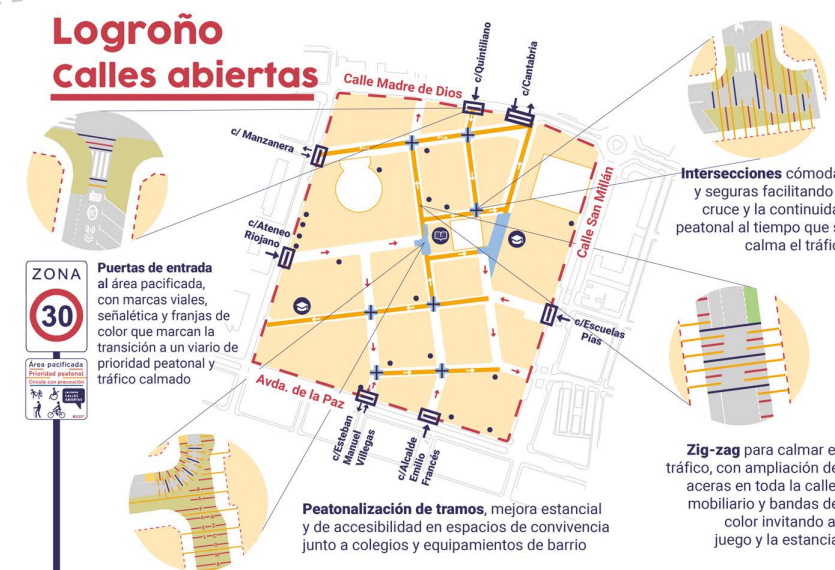 Logroño
Calles abiertas
Calle Madre de Dios
c/Quintiliano
c/Cantabria
c/ Manzanera
c/Ateneo
Riojano
Calle San Millán
c/Escuelas
Pías
Avda. de la Paz
c/Esteban
Manuel
Villegas
c/Alcalde
Emilio
Francés
ZONA
30
Área pacificada
Prioridad peatonal
Circule con precaución
CALLES
ABIERTAS
Puertas de entrada
al área pacificada,
con marcas viales,
señalética y franjas de
color que marcan la
transición a un viario de
prioridad peatonal y
tráfico calmado
Intersecciones cómoda
y seguras facilitando
cruce y la continuida
peatonal al tiempo que s
calma el tráfic
Zig-zag para calmar e
tráfico, con ampliación de
aceras en toda la calle
mobiliario y bandas de
color invitando a
juego y la estancia
Peatonalización de tramos, mejora estancial
y de accesibilidad en espacios de convivencia
junto a colegios y equipamientos de barrio